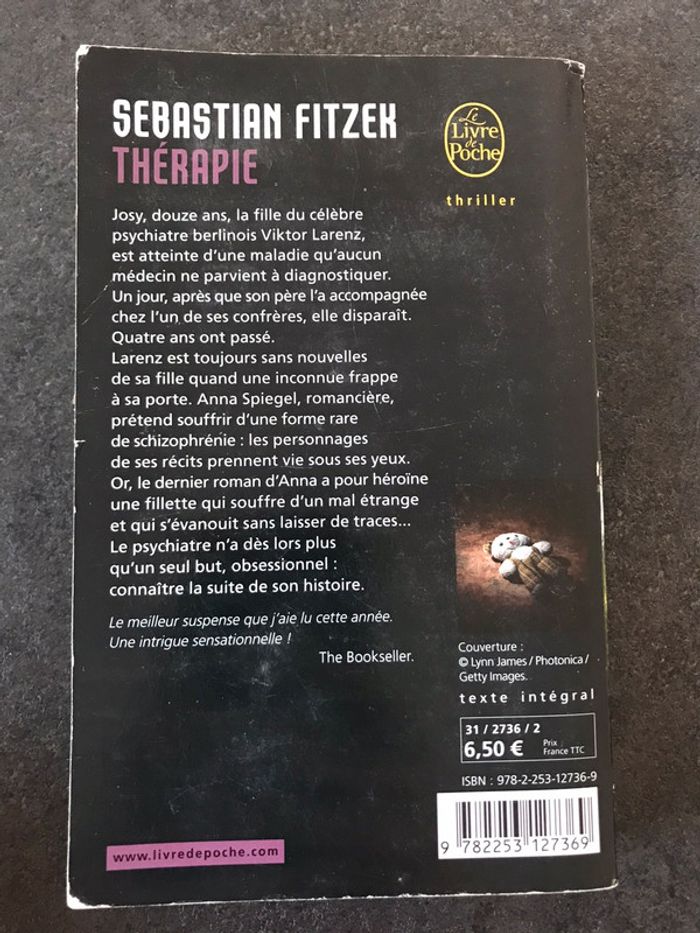 SEBASTIAN FITZEK
THÉRAPIE
Le
Livre
de
Poche
thriller
Josy, douze ans, la fille du célèbre
psychiatre berlinois Viktor Larenz,
est atteinte d'une maladie qu'aucun
médecin ne parvient à diagnostiquer.
Un jour, après que son père l'a accompagnée
chez l'un de ses confrères, elle disparaît.
Quatre ans ont passé.
Larenz est toujours sans nouvelles
de sa fille quand une inconnue frappe
à sa porte. Anna Spiegel, romancière,
prétend souffrir d'une forme rare
de schizophrénie : les personnages
de ses récits prennent vie sous ses yeux.
Or, le dernier roman d'Anna a pour héroïne
une fillette qui souffre d'un mal étrange
et qui s'évanouit sans laisser de traces...
Le psychiatre n'a dès lors plus
qu'un seul but, obsessionnel :
connaître la suite de son histoire.
Le meilleur suspense que j'aie lu cette année.
Une intrigue sensationnelle !
The Bookseller.
Couverture :
© Lynn James / Photonica /
Getty Images.
texte intégral
31 / 2736 / 2
6,50 € Prix
France TTC
ISBN : 978-2-253-12736-9
9 782253 127369
www.livredepoche.com